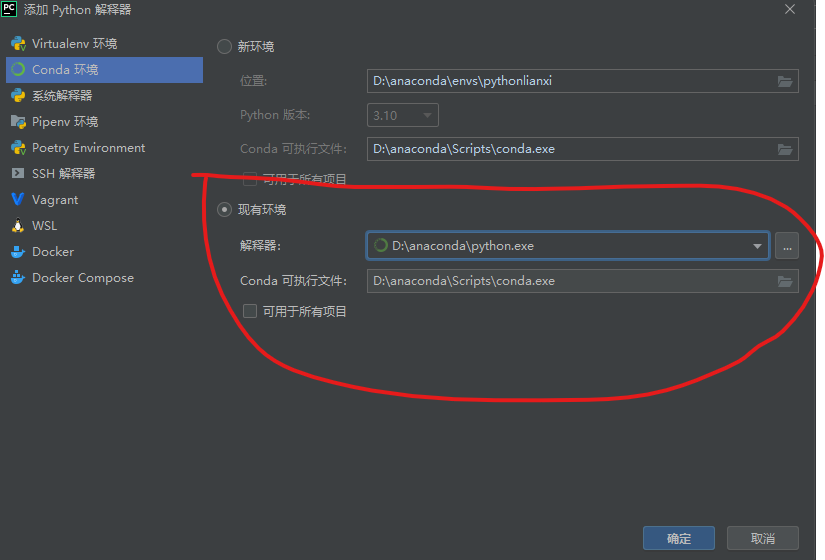 PC 添加 Python 解释器
Virtualenv 环境
Conda 环境
系统解释器
Pipenv 环境
Poetry Environment
SSH 解释器
Vagrant
WSL
Docker
Docker Compose
新环境
位置: D:\anaconda\envs\pythonlianxi
Python 版本: 3.10
Conda 可执行文件: D:\anaconda\Scripts\conda.exe
可用于所有项目
现有环境
解释器: D:\anaconda\python.exe ...
Conda 可执行文件: D:\anaconda\Scripts\conda.exe
可用于所有项目
确定 取消